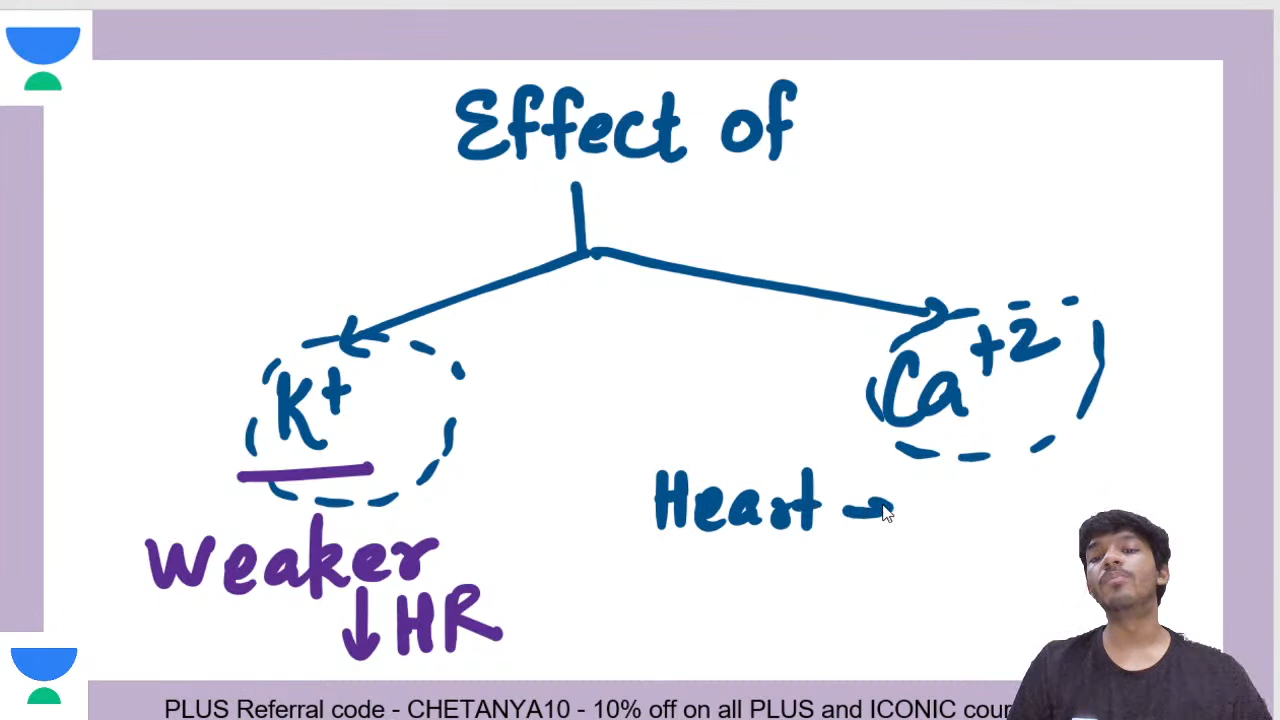 Effect of
K+
Ca+2
Heart →
Weaker
↓HR
PLUS Referral code - CHETANYA10 - 10% off on all PLUS and ICONIC cour